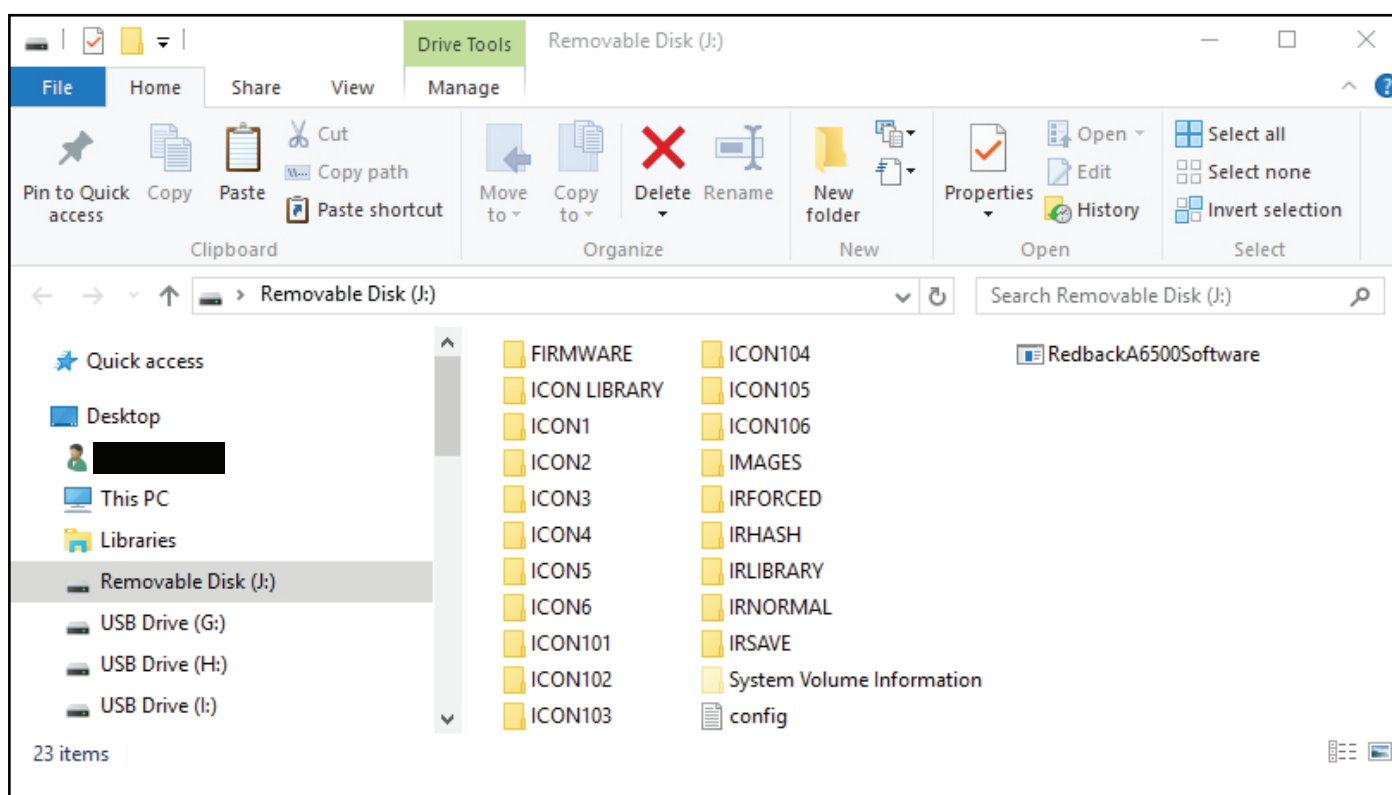 Drive Tools
Removable Disk (J:)
File
Home
Share
View
Manage
?
Pin to Quick access
Copy
Paste
Cut
Copy path
Paste shortcut
Clipboard
Move to
Copy to
Delete
Rename
Organize
New folder
New
Properties
Open
Edit
History
Open
Select all
Select none
Invert selection
Select
Removable Disk (J:)
Search Removable Disk (J:)
Quick access
Desktop
This PC
Libraries
Removable Disk (J:)
USB Drive (G:)
USB Drive (H:)
USB Drive (I:)
FIRMWARE
ICON LIBRARY
ICON1
ICON2
ICON3
ICON4
ICON5
ICON6
ICON101
ICON102
ICON103
ICON104
ICON105
ICON106
IMAGES
IRFORCED
IRHASH
IRLIBRARY
IRNORMAL
IRSAVE
System Volume Information
config
RedbackA6500Software
23 items